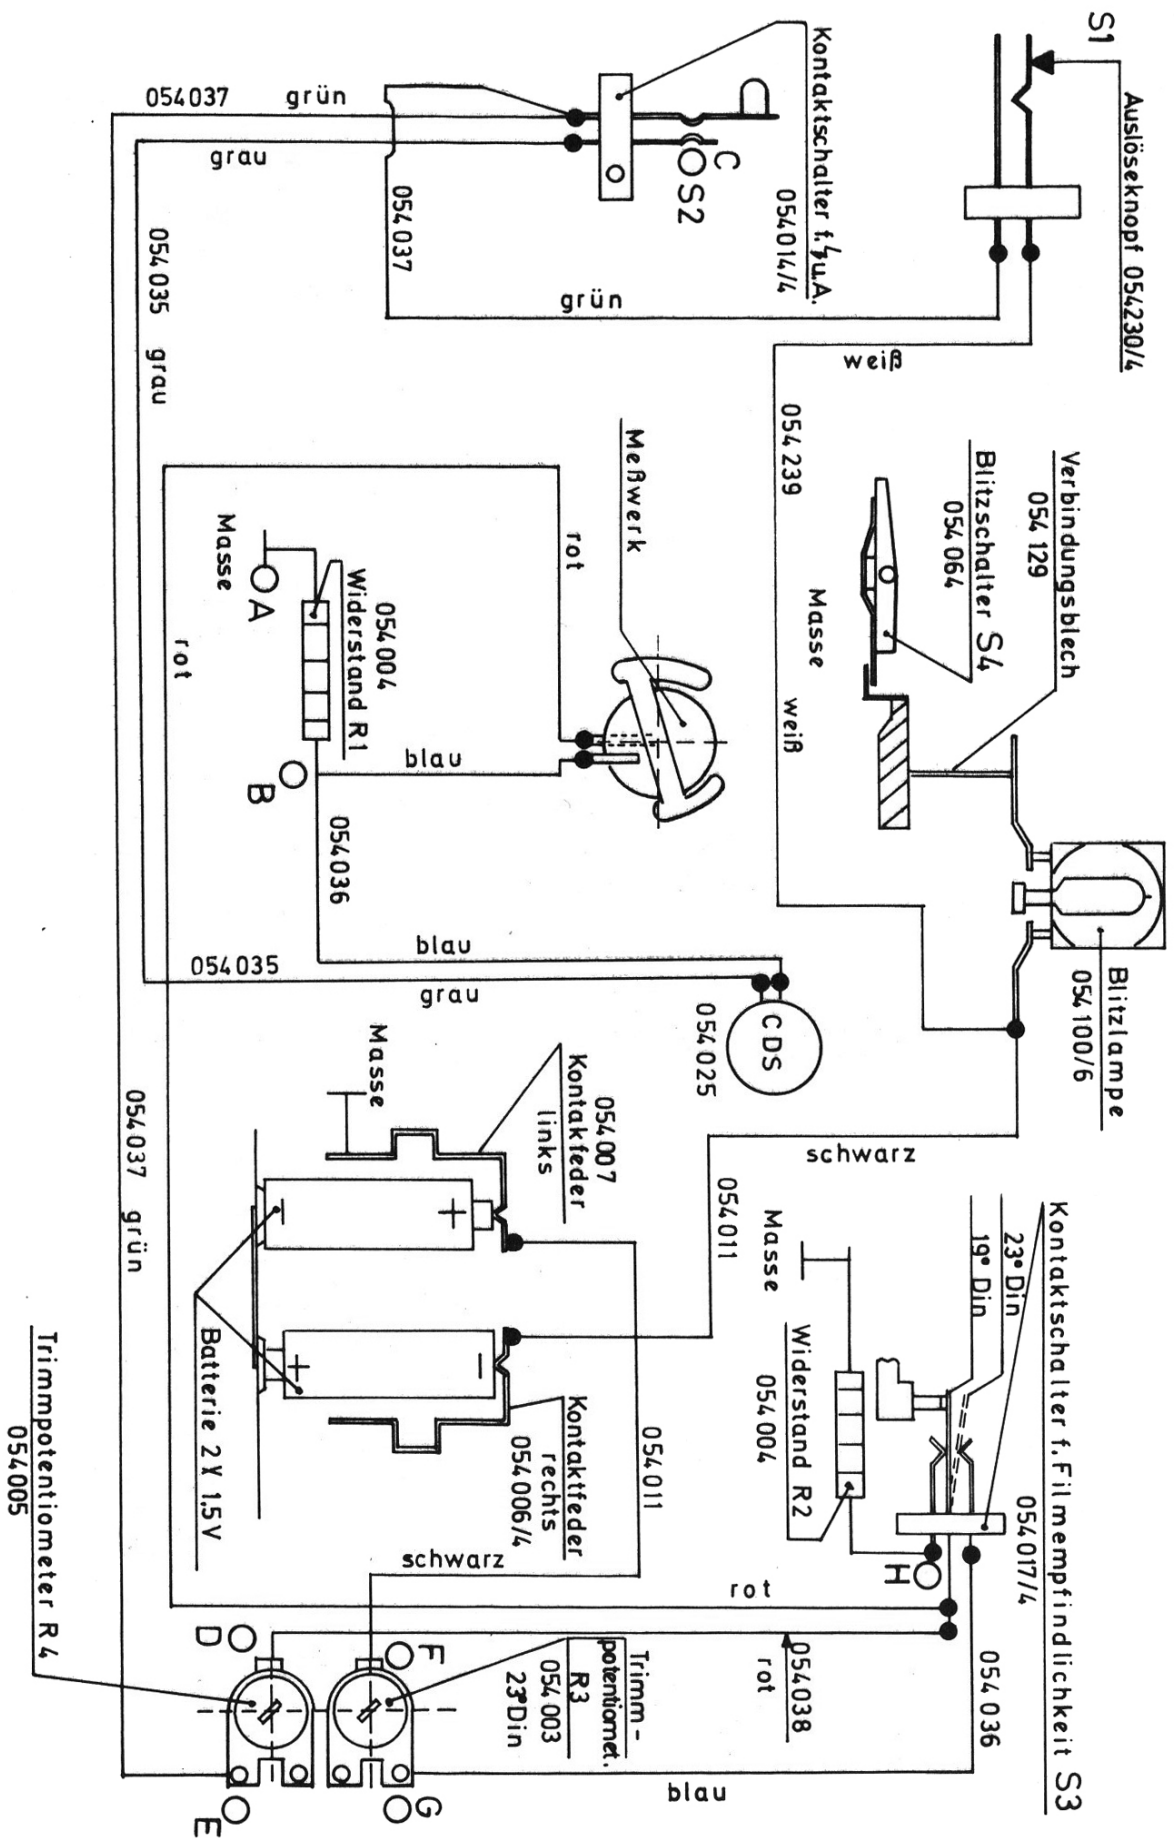 S1
Auslöseknopf 054230/4
Kontaktschalter f. ϟ u.A.
054014/4
C
S2
054037 grün
grau
054037
grün
weiß
054035 grau
054239
weiß
Verbindungsblech
054129
Blitzschalter S4
054064
Masse
Blitzlampe
054100/6
Meßwerk
rot
rot
Masse
A
054004
Widerstand R1
B
blau
054036
blau
054035
grau
CDS
054025
schwarz
054011
Masse
054007
Kontakfeder
links
054037 grün
+
−
+
−
Batterie 2 X 1,5V
Kontaktfeder
rechts
054006/4
054011
schwarz
Kontaktschalter f. Filmempfindlichkeit S3
054017/4
23° Din
19° Din
Masse
Widerstand R2
054004
H
rot
054036
054038
rot
Trimm-
potentiomet.
R3
054003
23°Din
Trimmpotentiometer R4
054005
D
F
E
G
blau